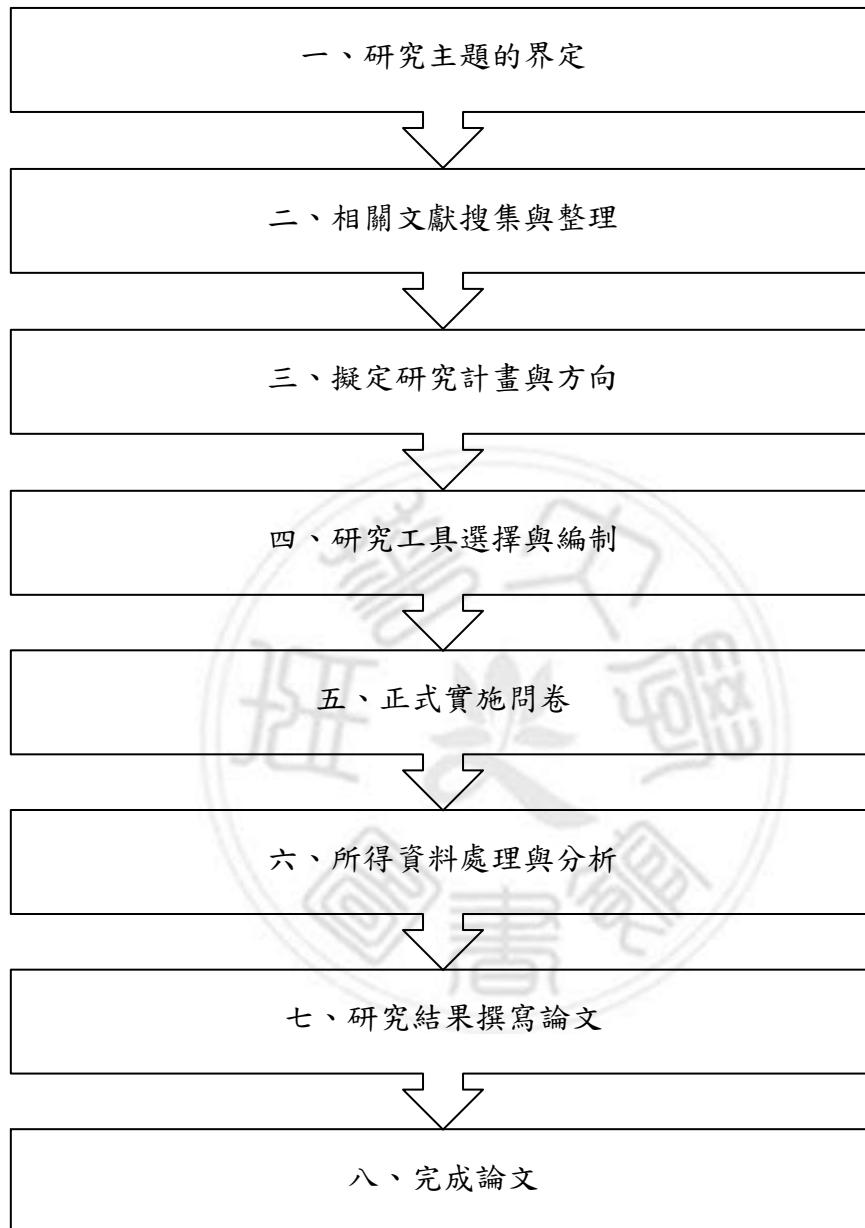 一、研究主題的界定
二、相關文獻搜集與整理
三、擬定研究計畫與方向
四、研究工具選擇與編制
五、正式實施問卷
六、所得資料處理與分析
七、研究結果撰寫論文
八、完成論文